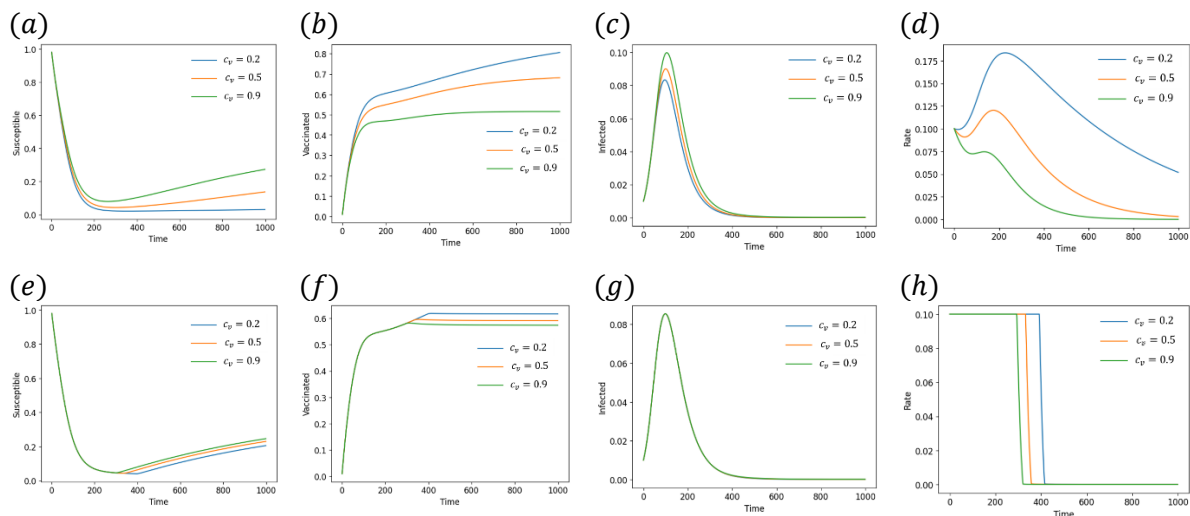 (a)
1.0
0.8
0.6
0.4
0.2
0.0
Susceptible
0 200 400 600 800 1000
Time
c_v = 0.2
c_v = 0.5
c_v = 0.9
(b)
0.8
0.7
0.6
0.5
0.4
0.3
0.2
0.1
0.0
Vaccinated
0 200 400 600 800 1000
Time
c_v = 0.2
c_v = 0.5
c_v = 0.9
(c)
0.10
0.08
0.06
0.04
0.02
0.00
Infected
0 200 400 600 800 1000
Time
c_v = 0.2
c_v = 0.5
c_v = 0.9
(d)
0.175
0.150
0.125
0.100
0.075
0.050
0.025
0.000
Rate
0 200 400 600 800 1000
Time
c_v = 0.2
c_v = 0.5
c_v = 0.9
(e)
1.0
0.8
0.6
0.4
0.2
0.0
Susceptible
0 200 400 600 800 1000
Time
c_v = 0.2
c_v = 0.5
c_v = 0.9
(f)
0.6
0.5
0.4
0.3
0.2
0.1
0.0
Vaccinated
0 200 400 600 800 1000
Time
c_v = 0.2
c_v = 0.5
c_v = 0.9
(g)
0.08
0.06
0.04
0.02
0.00
Infected
0 200 400 600 800 1000
Time
c_v = 0.2
c_v = 0.5
c_v = 0.9
(h)
0.10
0.08
0.06
0.04
0.02
0.00
Rate
0 200 400 600 800 1000
Time
c_v = 0.2
c_v = 0.5
c_v = 0.9